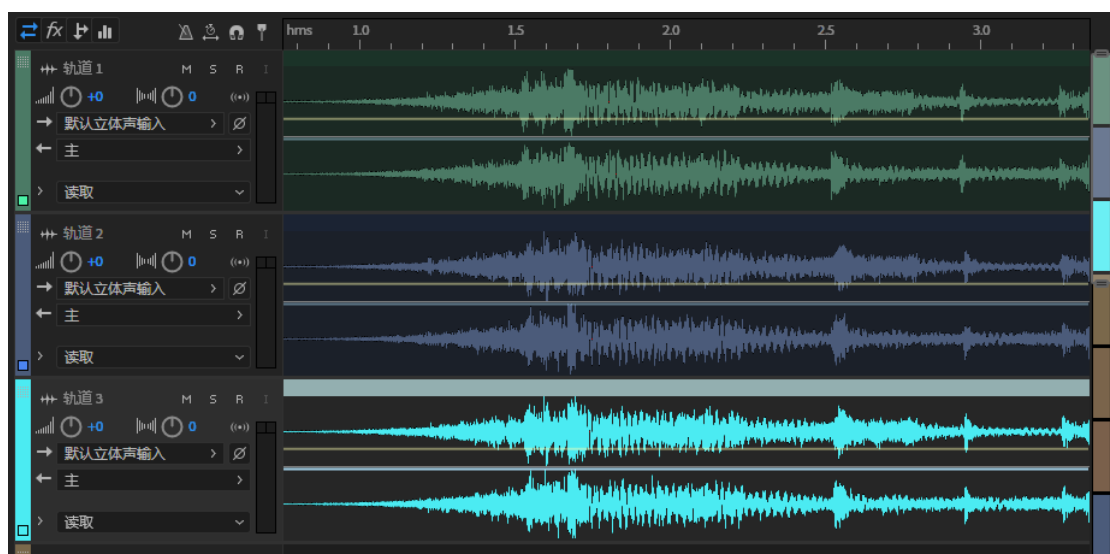 fx
hms 1.0 1.5 2.0 2.5 3.0
轨道 1 M S R I
+0 0
默认立体声输入 Ø
主
读取
轨道 2 M S R I
+0 0
默认立体声输入 Ø
主
读取
轨道 3 M S R I
+0 0
默认立体声输入 Ø
主
读取